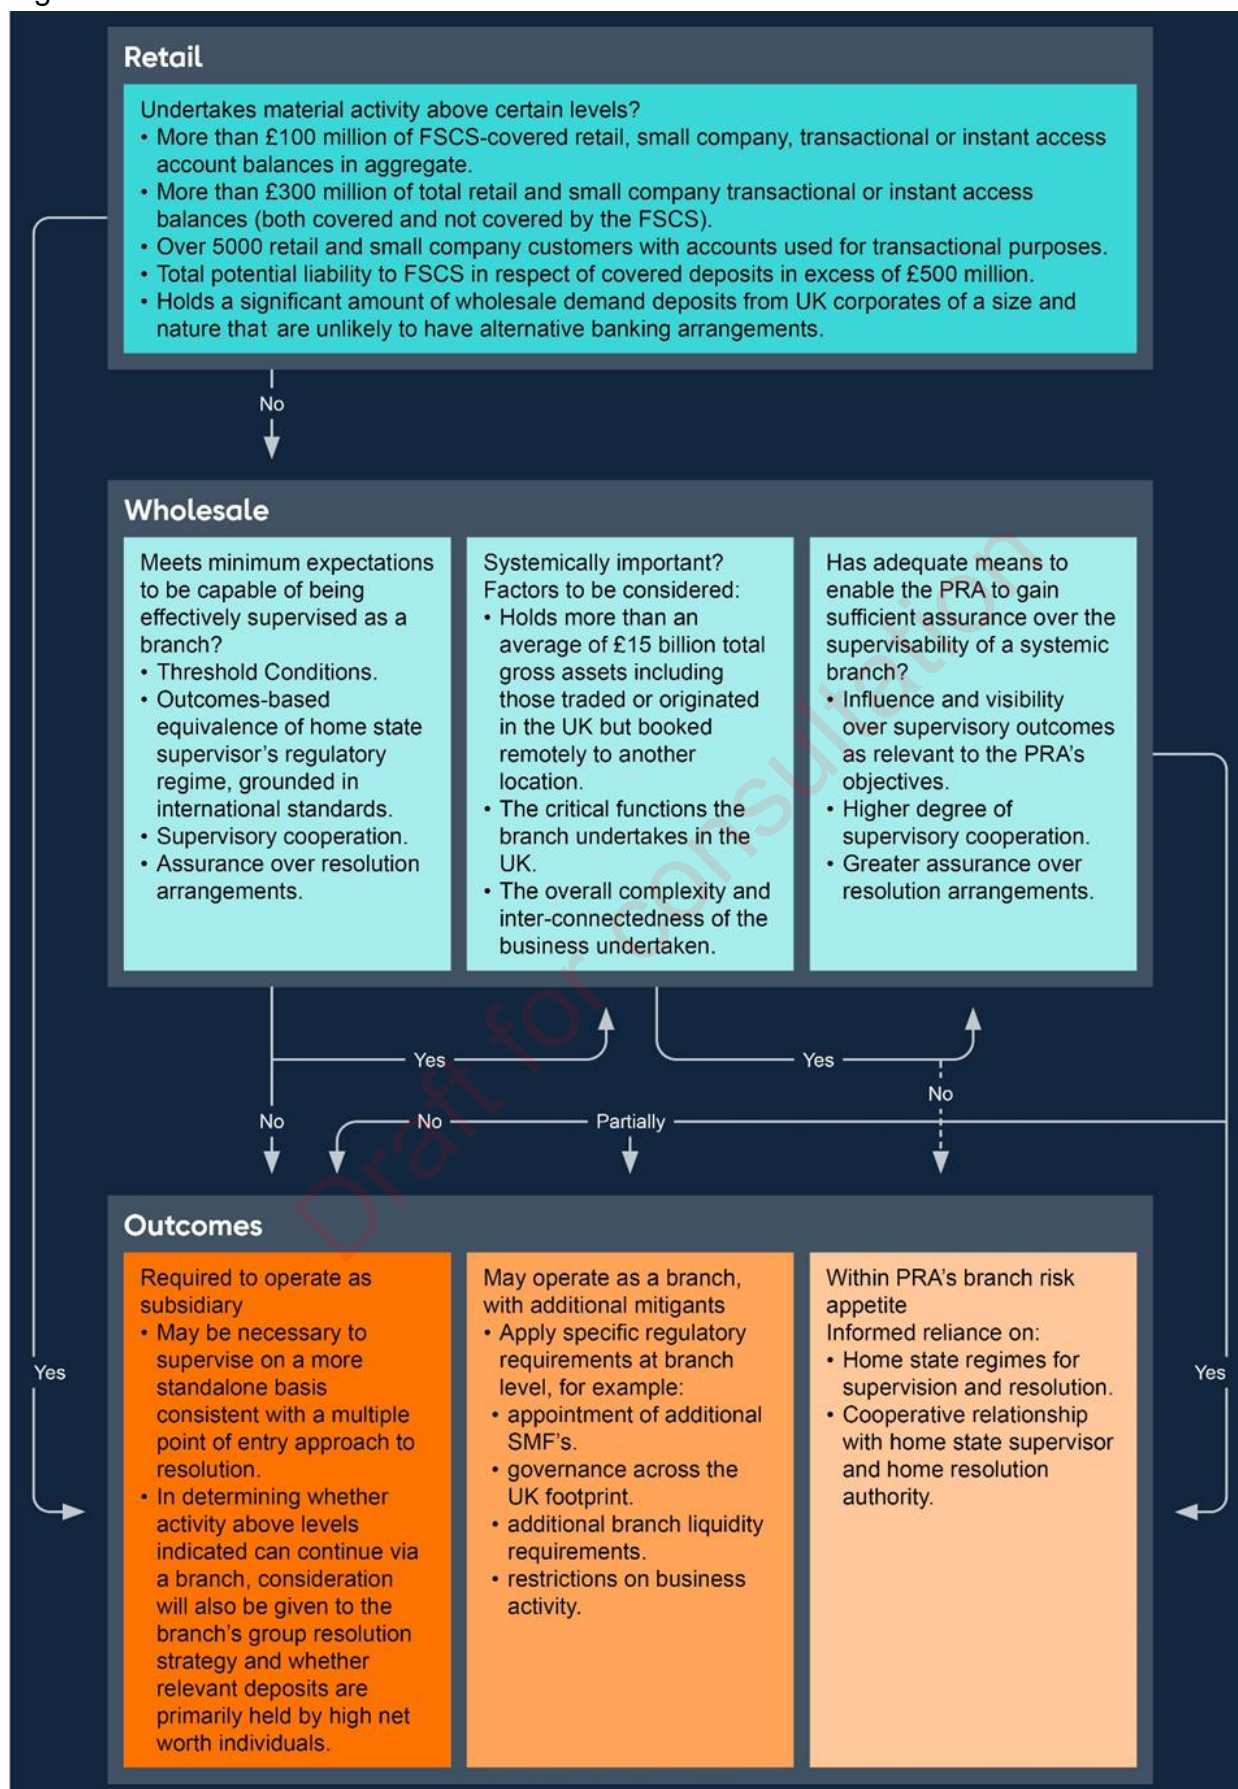 Retail
Undertakes material activity above certain levels?
• More than £100 million of FSCS-covered retail, small company, transactional or instant access
account balances in aggregate.
• More than £300 million of total retail and small company transactional or instant access
balances (both covered and not covered by the FSCS).
• Over 5000 retail and small company customers with accounts used for transactional purposes.
• Total potential liability to FSCS in respect of covered deposits in excess of £500 million.
• Holds a significant amount of wholesale demand deposits from UK corporates of a size and
nature that are unlikely to have alternative banking arrangements.
No
Wholesale
Meets minimum expectations
to be capable of being
effectively supervised as a
branch?
• Threshold Conditions.
• Outcomes-based
equivalence of home state
supervisor's regulatory
regime, grounded in
international standards.
• Supervisory cooperation.
• Assurance over resolution
arrangements.
Systemically important?
Factors to be considered:
• Holds more than an
average of £15 billion total
gross assets including
those traded or originated
in the UK but booked
remotely to another
location.
• The critical functions the
branch undertakes in the
UK.
• The overall complexity and
inter-connectedness of the
business undertaken.
Has adequate means to
enable the PRA to gain
sufficient assurance over the
supervisability of a systemic
branch?
• Influence and visibility
over supervisory outcomes
as relevant to the PRA's
objectives.
• Higher degree of
supervisory cooperation.
• Greater assurance over
resolution arrangements.
Yes
Yes
No
No
No
Partially
Draft for consultation
Outcomes
Required to operate as
subsidiary
• May be necessary to
supervise on a more
standalone basis
consistent with a multiple
point of entry approach to
resolution.
• In determining whether
activity above levels
indicated can continue via
a branch, consideration
will also be given to the
branch's group resolution
strategy and whether
relevant deposits are
primarily held by high net
worth individuals.
May operate as a branch,
with additional mitigants
• Apply specific regulatory
requirements at branch
level, for example:
• appointment of additional
SMF's.
• governance across the
UK footprint.
• additional branch liquidity
requirements.
• restrictions on business
activity.
Within PRA's branch risk
appetite
Informed reliance on:
• Home state regimes for
supervision and resolution.
• Cooperative relationship
with home state supervisor
and home resolution
authority.
Yes
Yes